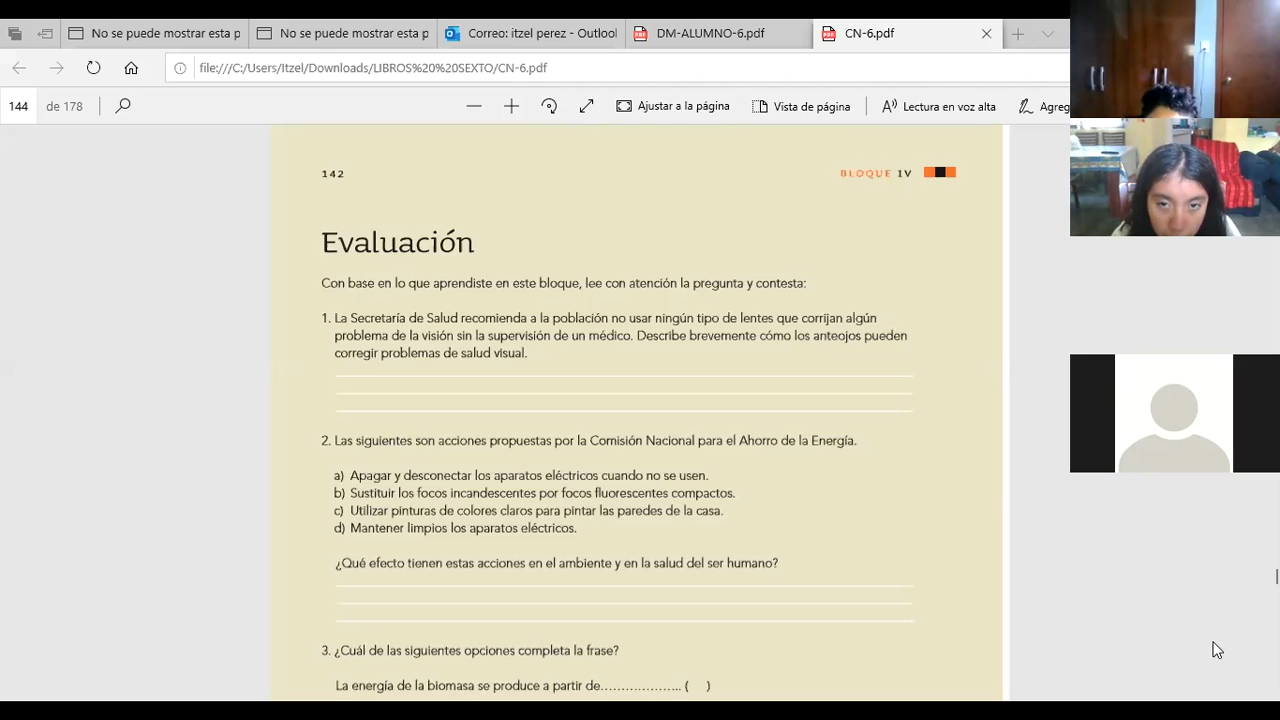 No se puede mostrar esta p
No se puede mostrar esta p
Correo: itzel perez - Outlool
DM-ALUMNO-6.pdf
CN-6.pdf
file:///C:/Users/Itzel/Downloads/LIBROS%20%20SEXTO/CN-6.pdf
144 de 178
Ajustar a la página
Vista de página
Lectura en voz alta
Agreg
142
BLOQUE IV
Evaluación
Con base en lo que aprendiste en este bloque, lee con atención la pregunta y contesta:
1. La Secretaría de Salud recomienda a la población no usar ningún tipo de lentes que corrijan algún
problema de la visión sin la supervisión de un médico. Describe brevemente cómo los anteojos pueden
corregir problemas de salud visual.
2. Las siguientes son acciones propuestas por la Comisión Nacional para el Ahorro de la Energía.
a) Apagar y desconectar los aparatos eléctricos cuando no se usen.
b) Sustituir los focos incandescentes por focos fluorescentes compactos.
c) Utilizar pinturas de colores claros para pintar las paredes de la casa.
d) Mantener limpios los aparatos eléctricos.
¿Qué efecto tienen estas acciones en el ambiente y en la salud del ser humano?
3. ¿Cuál de las siguientes opciones completa la frase?
La energía de la biomasa se produce a partir de.................. (    )